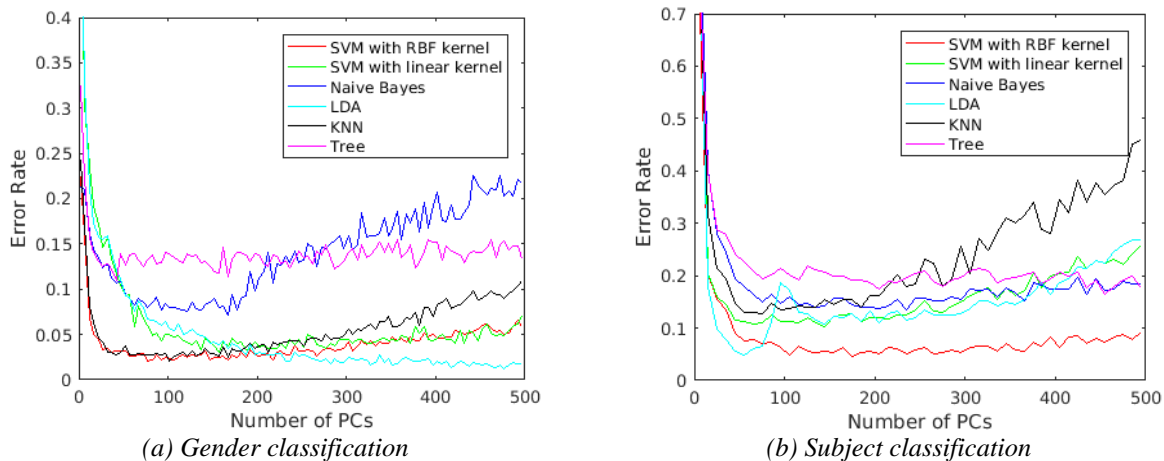 0.4
0.35
0.3
0.25
0.2
0.15
0.1
0.05
0
Error Rate
SVM with RBF kernel
SVM with linear kernel
Naive Bayes
LDA
KNN
Tree
0 100 200 300 400 500
Number of PCs
(a) Gender classification
0.7
0.6
0.5
0.4
0.3
0.2
0.1
0
Error Rate
SVM with RBF kernel
SVM with linear kernel
Naive Bayes
LDA
KNN
Tree
0 100 200 300 400 500
Number of PCs
(b) Subject classification